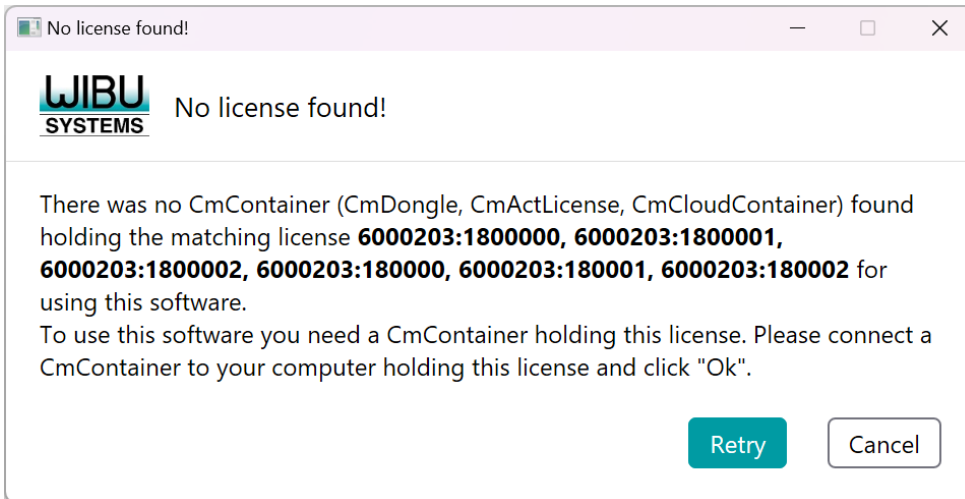 No license found!
WIBU
SYSTEMS
No license found!
There was no CmContainer (CmDongle, CmActLicense, CmCloudContainer) found
holding the matching license 6000203:1800000, 6000203:1800001,
6000203:1800002, 6000203:180000, 6000203:180001, 6000203:180002 for
using this software.
To use this software you need a CmContainer holding this license. Please connect a
CmContainer to your computer holding this license and click "Ok".
Retry
Cancel